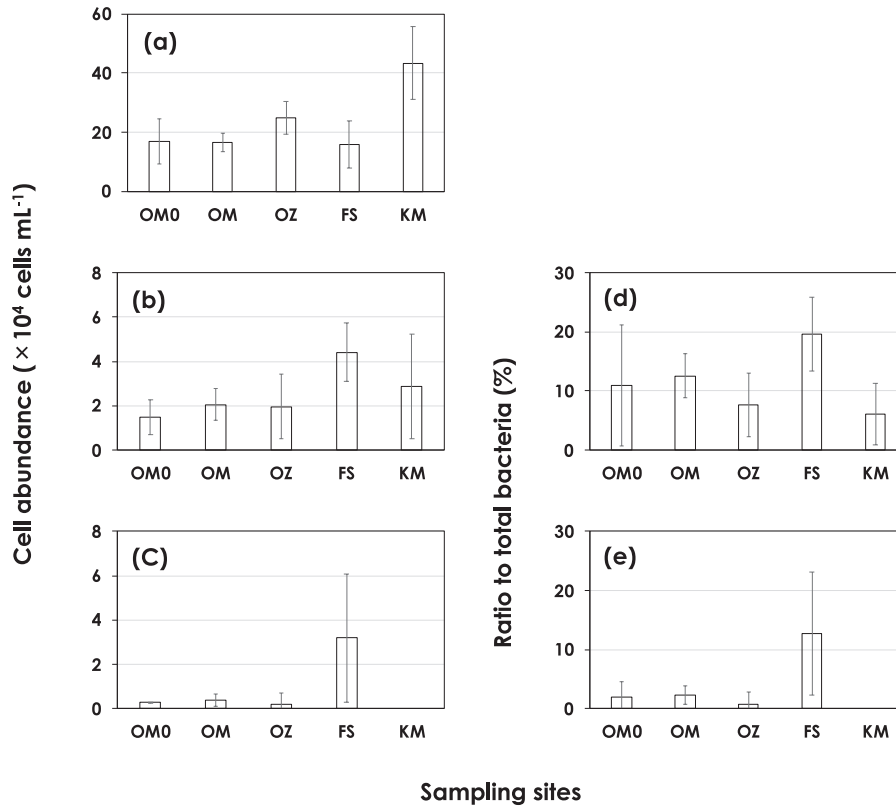 Cell abundance ( × 10⁴ cells mL⁻¹)
(a)
60
40
20
0
OM0 OM OZ FS KM
(b)
8
6
4
2
0
OM0 OM OZ FS KM
(C)
8
6
4
2
0
OM0 OM OZ FS KM
Ratio to total bacteria (%)
(d)
30
20
10
0
OM0 OM OZ FS KM
(e)
30
20
10
0
OM0 OM OZ FS KM
Sampling sites